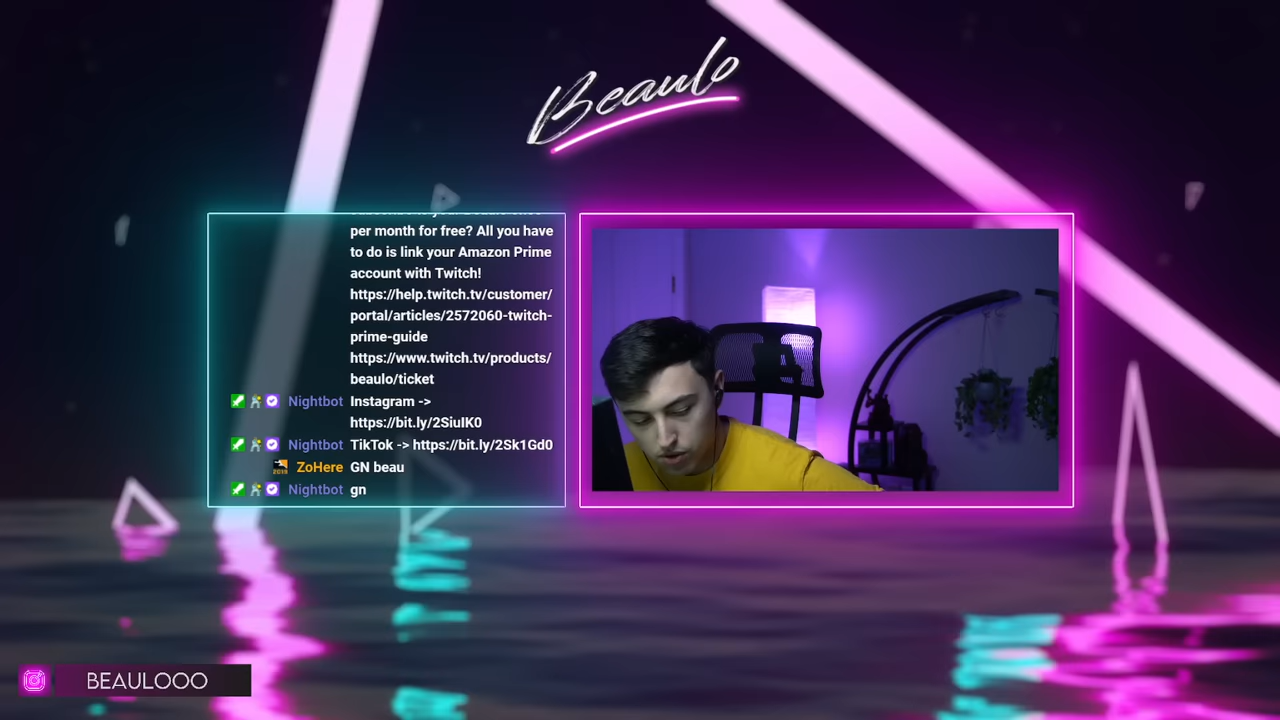 Beaulo
per month for free? All you have
to do is link your Amazon Prime
account with Twitch!
https://help.twitch.tv/customer/
portal/articles/2572060-twitch-
prime-guide
https://www.twitch.tv/products/
beaulo/ticket
Nightbot Instagram ->
https://bit.ly/2SiuIK0
Nightbot TikTok -> https://bit.ly/2Sk1Gd0
ZoHere GN beau
Nightbot gn
BEAULOOO